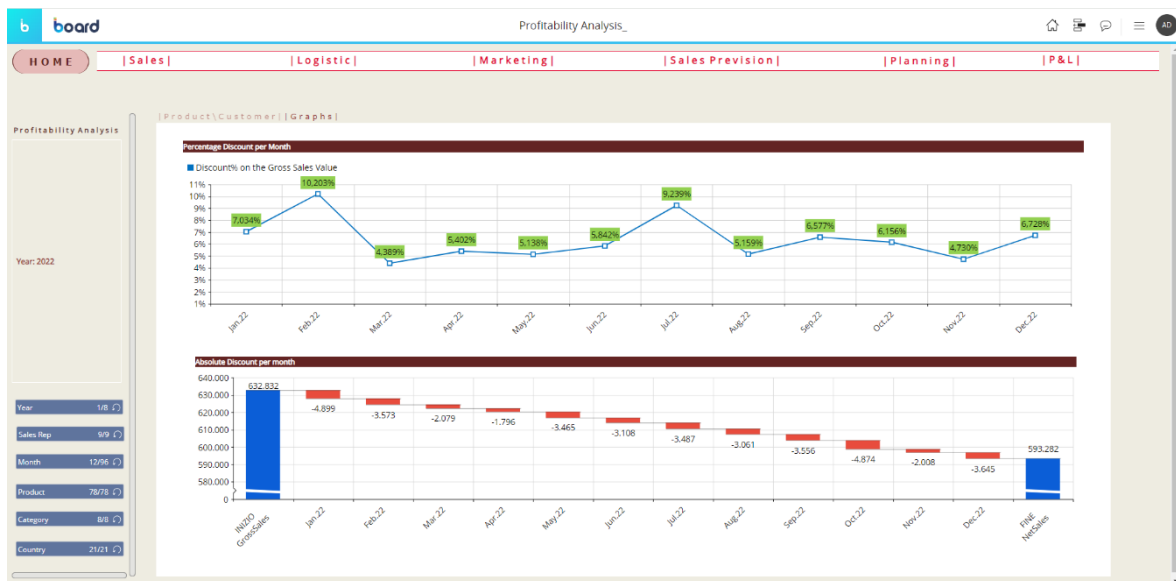 b board Profitability Analysis_ AD
HOME |Sales| |Logistic| |Marketing| |Sales Prevision| |Planning| |P&L|
|Product\Customer| |Graphs|
Profitability Analysis
Year: 2022
Year 1/8
Sales Rep 9/9
Month 12/96
Product 78/78
Category 8/8
Country 21/21
Percentage Discount per Month
Discount% on the Gross Sales Value
11%
10%
9%
8%
7%
6%
5%
4%
3%
2%
1%
7,034% 10,203% 4,389% 5,402% 5,138% 5,842% 9,239% 5,159% 6,577% 6,156% 4,730% 6,728%
Jan.22 Feb.22 Mar.22 Apr.22 May.22 Jun.22 Jul.22 Aug.22 Sep.22 Oct.22 Nov.22 Dec.22
Absolute Discount per month
640.000
630.000
620.000
610.000
600.000
590.000
580.000
0
632.832 -4.899 -3.573 -2.079 -1.796 -3.465 -3.108 -3.487 -3.061 -3.556 -4.874 -2.008 -3.645 593.282
INIZIO
GrossSales
Jan.22 Feb.22 Mar.22 Apr.22 May.22 Jun.22 Jul.22 Aug.22 Sep.22 Oct.22 Nov.22 Dec.22
FINE
NetSales